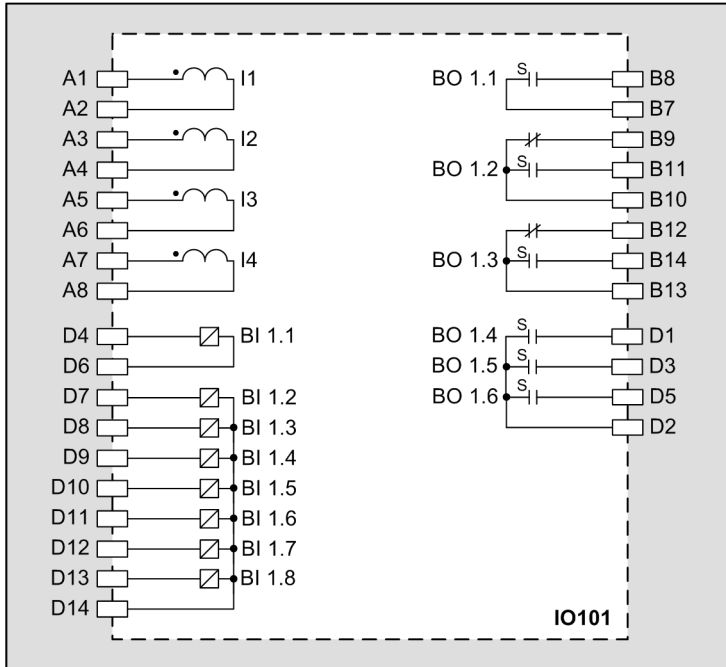 A1 I1 BO 1.1 S B8
A2 B7
A3 I2 B9
A4 BO 1.2 S B11
A5 I3 B10
A6 B12
A7 I4 BO 1.3 S B14
A8 B13
D4 BI 1.1 BO 1.4 S D1
D6 BO 1.5 S D3
D7 BI 1.2 BO 1.6 S D5
D8 BI 1.3 D2
D9 BI 1.4
D10 BI 1.5
D11 BI 1.6
D12 BI 1.7
D13 BI 1.8
D14 IO101